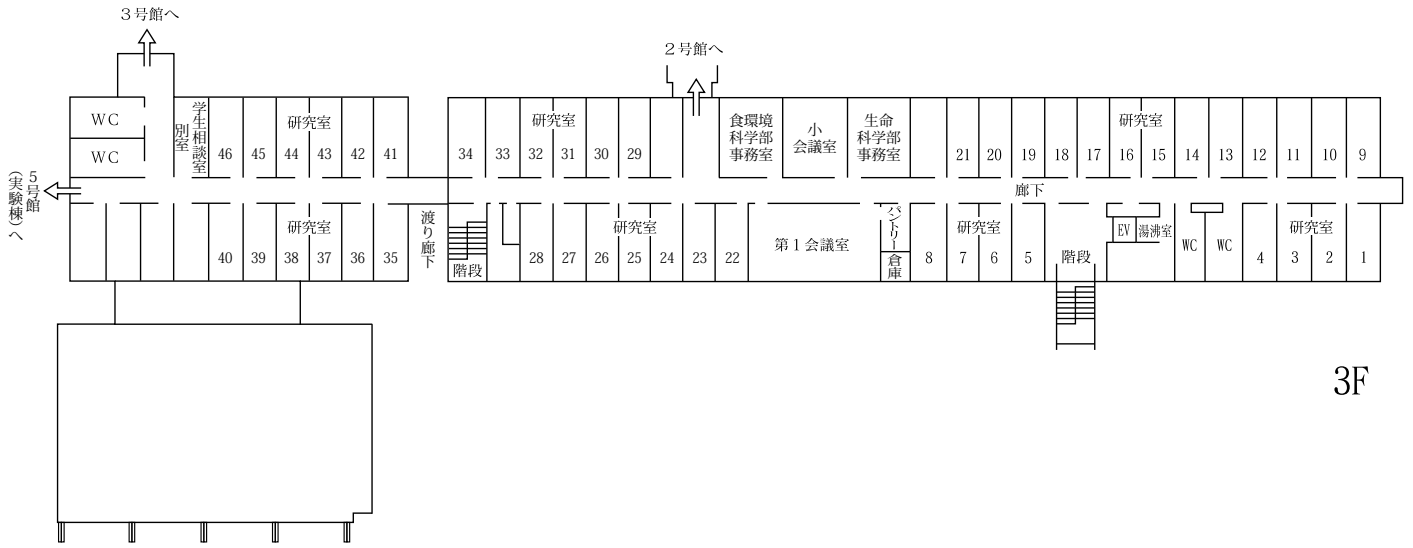 ３号館へ
２号館へ
５号館
（実験棟）へ
WC
WC
学生相談室
別室
研究室
46
45
44
43
42
41
研究室
34
33
32
31
30
29
食環境
科学部
事務室
小
会議室
生命
科学部
事務室
研究室
21
20
19
18
17
16
15
14
13
12
11
10
9
廊下
渡り廊下
研究室
40
39
38
37
36
35
階段
研究室
28
27
26
25
24
23
22
第１会議室
パントリー
倉庫
研究室
8
7
6
5
階段
EV
湯沸室
WC
WC
研究室
4
3
2
1
3F